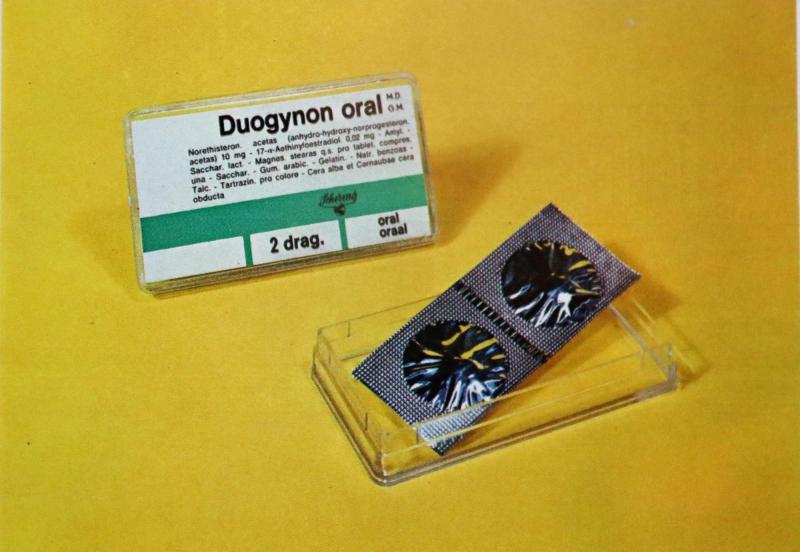 Duogynon oral M.D.
G.M.
Norethisteron. acetas (anhydro-hydroxy-norprogesteron.
acetas) 10 mg - 17-α-Aethinyloestradiol 0,02 mg - Amyl. -
Sacchar. lact. - Magnes. stearas q.s. pro tablet. compres.
una - Sacchar. - Gum. arabic. - Gelatin. - Natr. benzoas -
Talc. - Tartrazin. pro colore - Cera alba et Carnaubae cera
obducta
Schering
2 drag.
oral
oraal